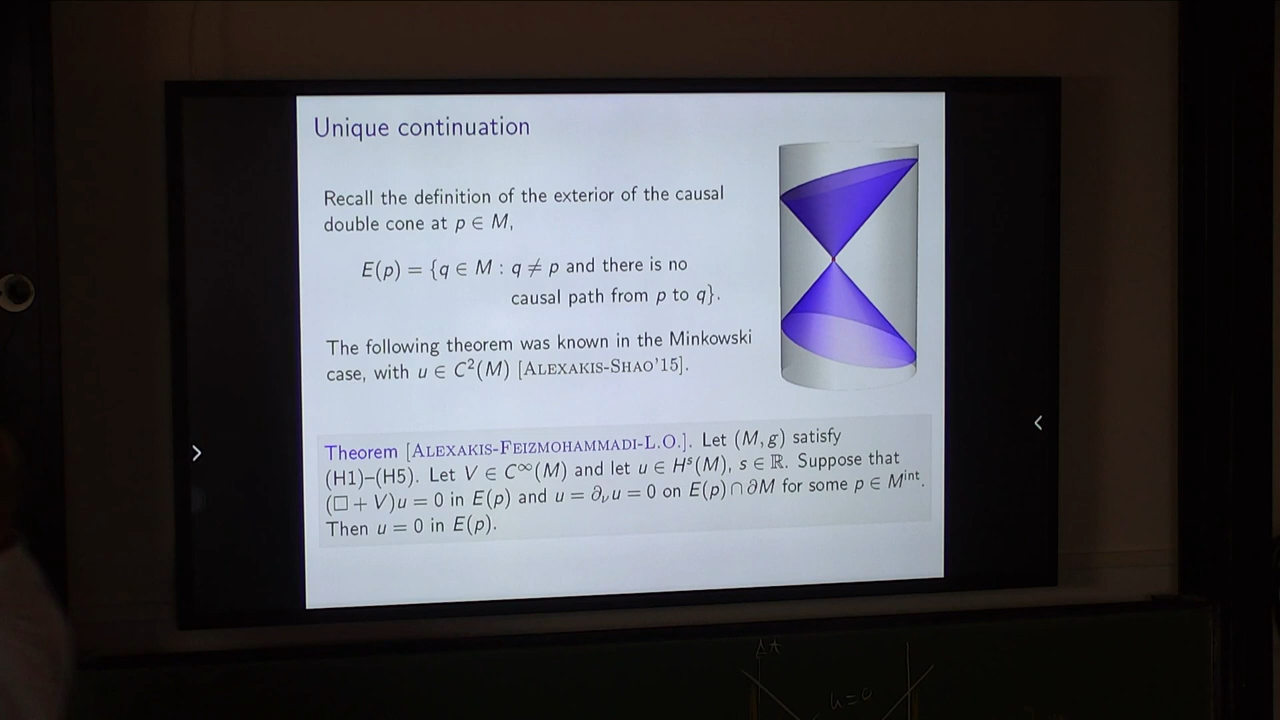 Unique continuation
Recall the definition of the exterior of the causal
double cone at p ∈ M,
E(p) = {q ∈ M : q ≠ p and there is no
causal path from p to q}.
The following theorem was known in the Minkowski
case, with u ∈ C²(M) [ALEXAKIS-SHAO'15].
Theorem [ALEXAKIS-FEIZMOHAMMADI-L.O.]. Let (M, g) satisfy
(H1)–(H5). Let V ∈ C^∞(M) and let u ∈ H^s(M), s ∈ ℝ. Suppose that
(□ + V)u = 0 in E(p) and u = ∂_ν u = 0 on E(p) ∩ ∂M for some p ∈ M^int.
Then u = 0 in E(p).
u=0